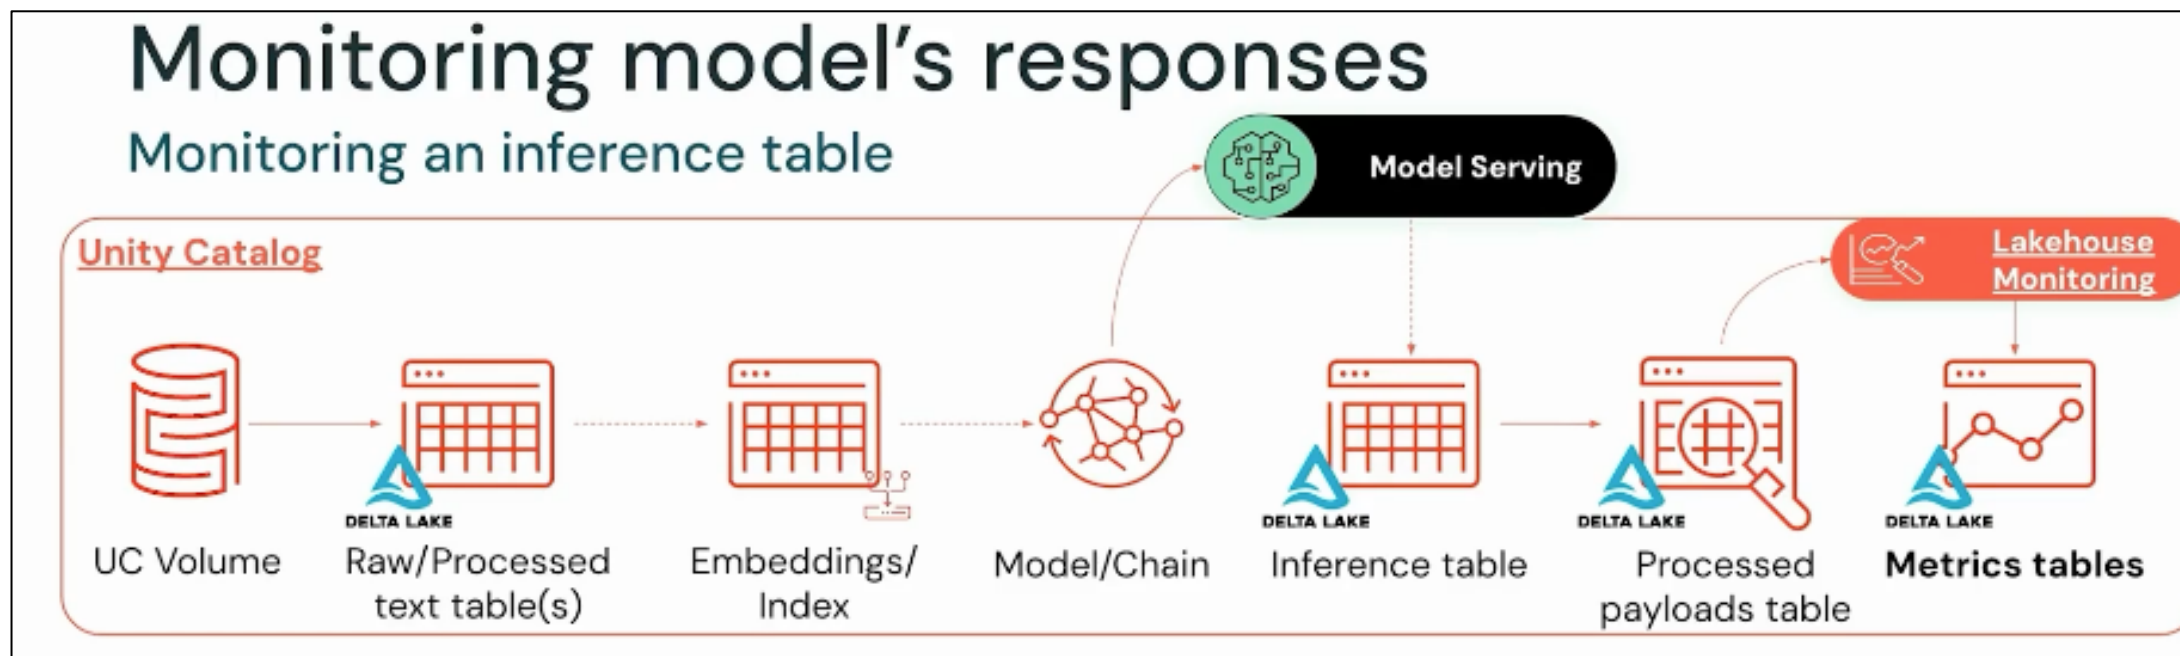 Monitoring model's responses
Monitoring an inference table
Model Serving
Unity Catalog
Lakehouse
Monitoring
DELTA LAKE
DELTA LAKE
DELTA LAKE
DELTA LAKE
UC Volume
Raw/Processed
text table(s)
Embeddings/
Index
Model/Chain
Inference table
Processed
payloads table
Metrics tables